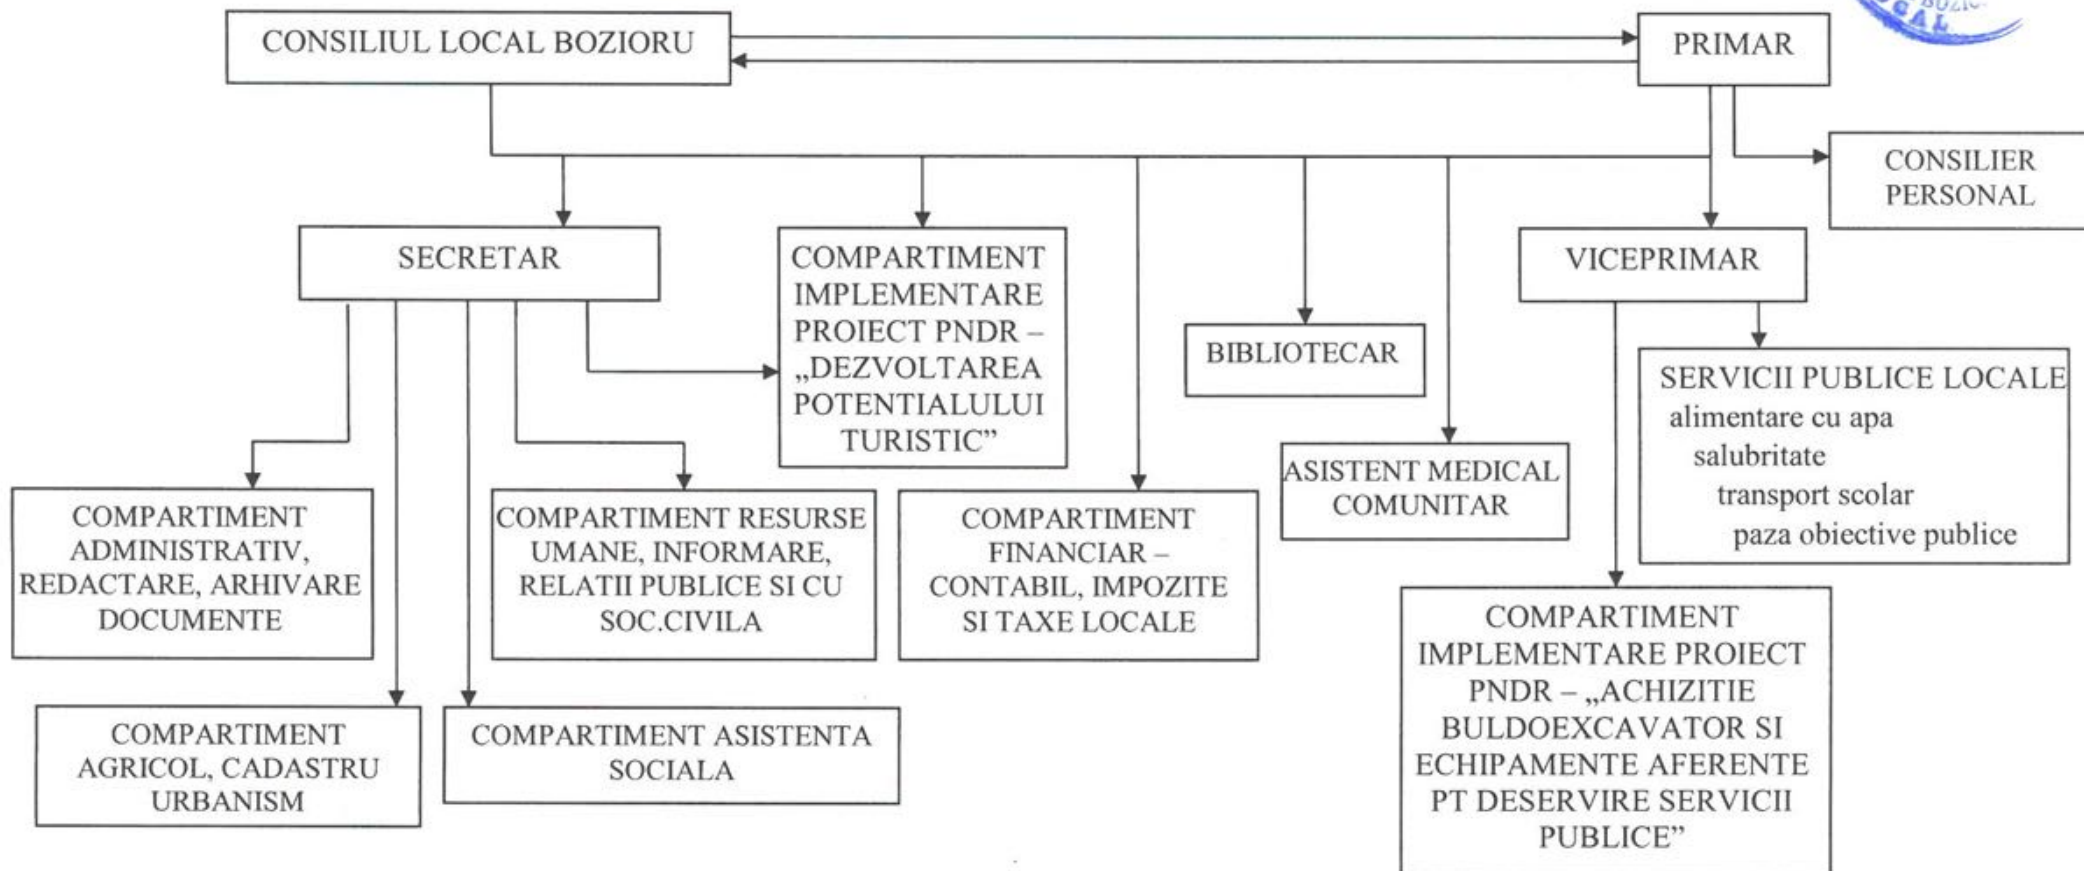 CONSILIUL LOCAL BOZIORU
PRIMAR
CONSILIER
PERSONAL
SECRETAR
COMPARTIMENT
IMPLEMENTARE
PROIECT PNDR –
„DEZVOLTAREA
POTENTIALULUI
TURISTIC”
VICEPRIMAR
BIBLIOTECAR
SERVICII PUBLICE LOCALE
alimentare cu apa
salubritate
transport scolar
paza obiective publice
ASISTENT MEDICAL
COMUNITAR
COMPARTIMENT
ADMINISTRATIV,
REDACTARE, ARHIVARE
DOCUMENTE
COMPARTIMENT RESURSE
UMANE, INFORMARE,
RELATII PUBLICE SI CU
SOC.CIVILA
COMPARTIMENT
FINANCIAR –
CONTABIL, IMPOZITE
SI TAXE LOCALE
COMPARTIMENT
IMPLEMENTARE PROIECT
PNDR – „ACHIZITIE
BULDOEXCAVATOR SI
ECHIPAMENTE AFERENTE
PT DESERVIRE SERVICII
PUBLICE”
COMPARTIMENT
AGRICOL, CADASTRU
URBANISM
COMPARTIMENT ASISTENTA
SOCIALA